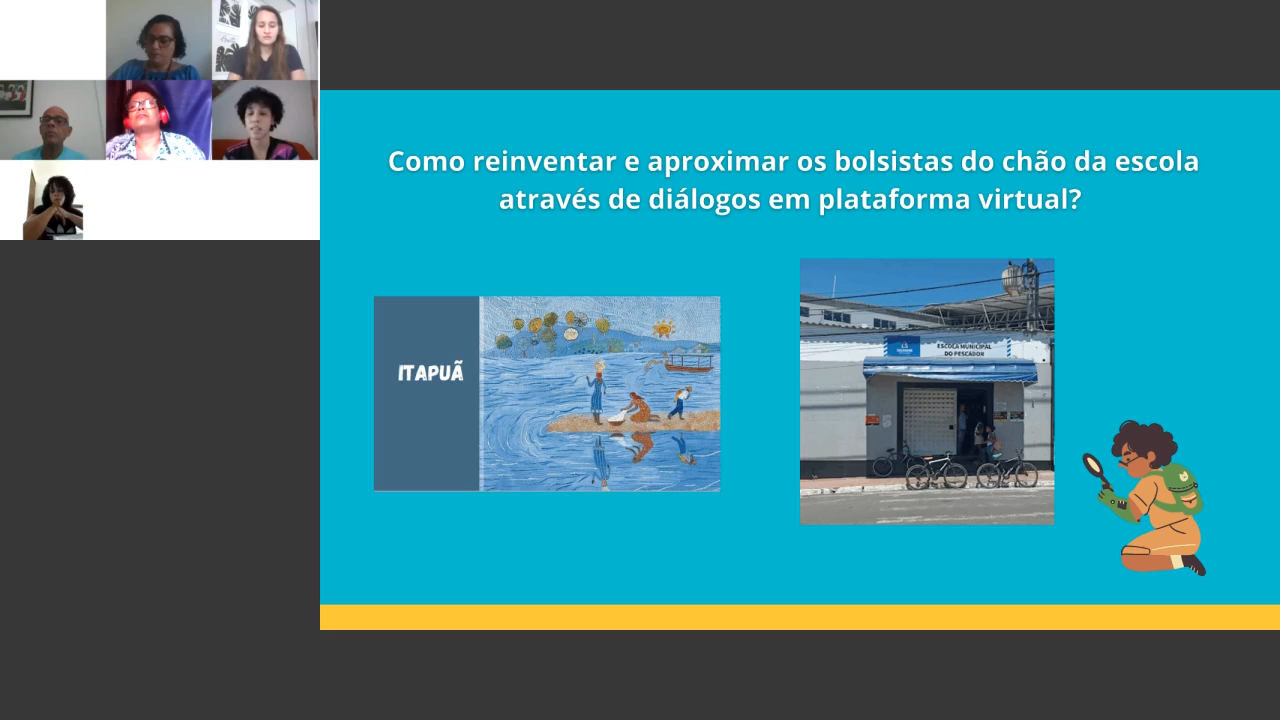 Como reinventar e aproximar os bolsistas do chão da escola
através de diálogos em plataforma virtual?
ITAPUÃ
ESCOLA MUNICIPAL
DO PESCADOR